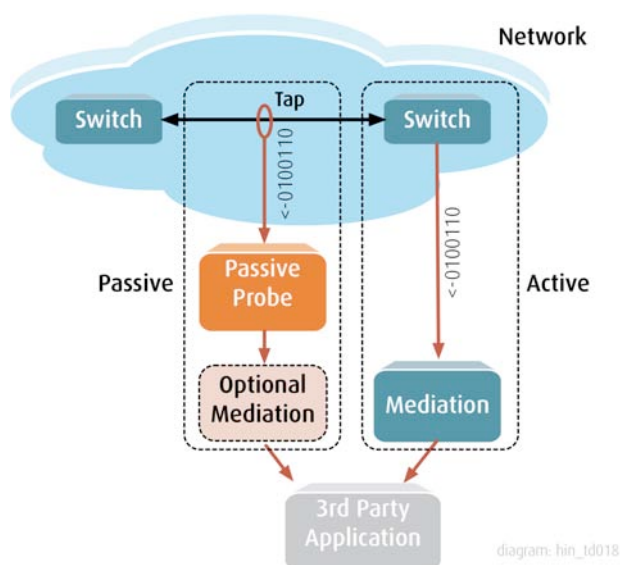 Network
Tap
Switch
Switch
<-0100110
<-0100110
Passive
Passive
Probe
Active
Optional
Mediation
Mediation
3rd Party
Application
diagram: hin_td018